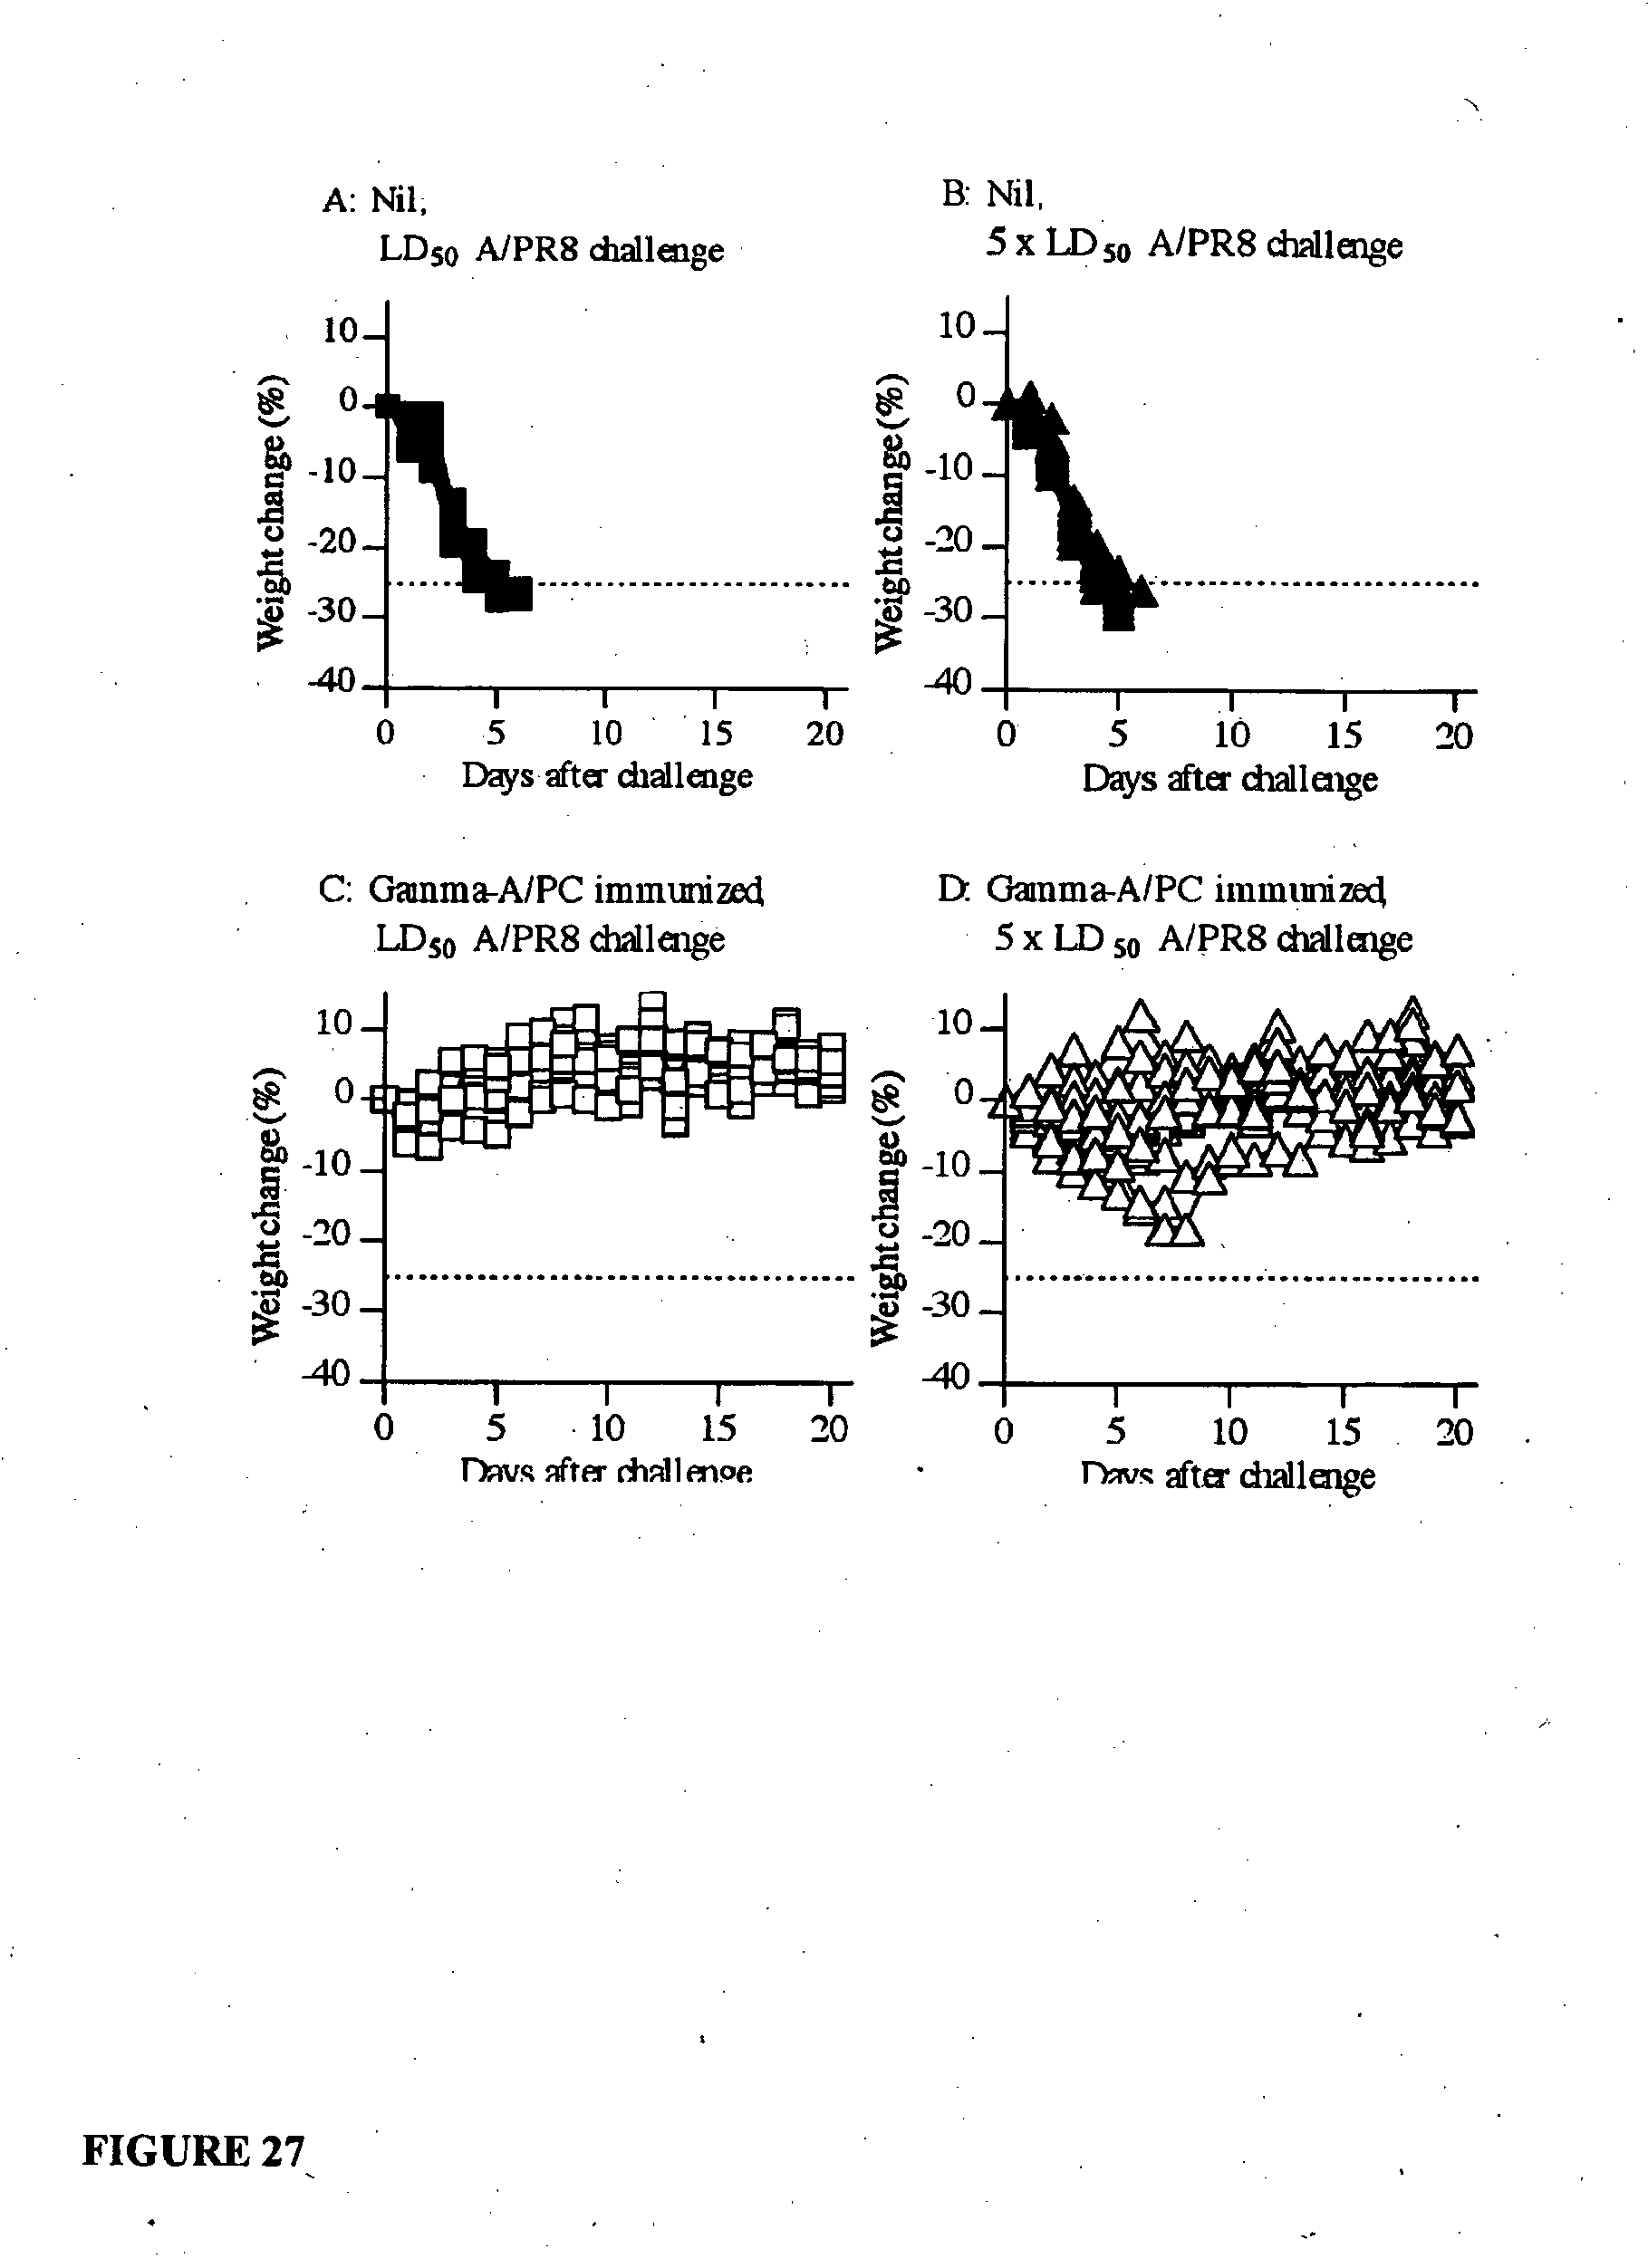 A: Nil,
LD50 A/PR8 challenge
10
0
-10
-20
-30
-40
Weight change (%)
0 5 10 15 20
Days after challenge
B: Nil,
5 x LD50 A/PR8 challenge
10
0
-10
-20
-30
-40
Weight change (%)
0 5 10 15 20
Days after challenge
C: Gamma-A/PC immunized,
LD50 A/PR8 challenge
10
0
-10
-20
-30
-40
Weight change (%)
0 5 10 15 20
Days after challenge
D: Gamma-A/PC immunized,
5 x LD50 A/PR8 challenge
10
0
-10
-20
-30
-40
Weight change (%)
0 5 10 15 20
Days after challenge
FIGURE 27